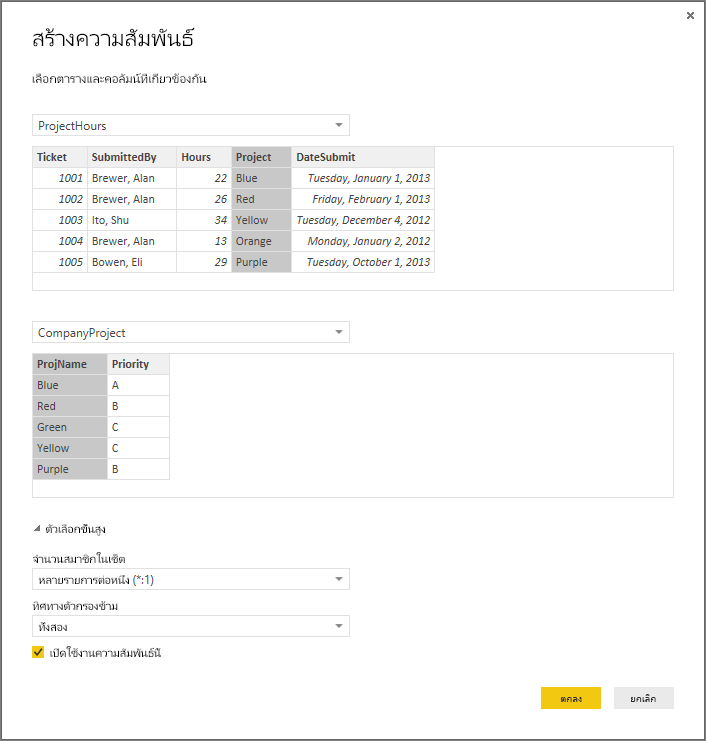 สร้างความสัมพันธ์
เลือกตารางและคอลัมน์ที่เกี่ยวข้องกัน
ProjectHours
Ticket SubmittedBy Hours Project DateSubmit
1001 Brewer, Alan 22 Blue Tuesday, January 1, 2013
1002 Brewer, Alan 26 Red Friday, February 1, 2013
1003 Ito, Shu 34 Yellow Tuesday, December 4, 2012
1004 Brewer, Alan 13 Orange Monday, January 2, 2012
1005 Bowen, Eli 29 Purple Tuesday, October 1, 2013
CompanyProject
ProjName Priority
Blue A
Red B
Green C
Yellow C
Purple B
ตัวเลือกขั้นสูง
จำนวนสมาชิกในเซ็ต
หลายรายการต่อหนึ่ง (*:1)
ทิศทางตัวกรองข้าม
ทั้งสอง
เปิดใช้งานความสัมพันธ์นี้
ตกลง ยกเลิก